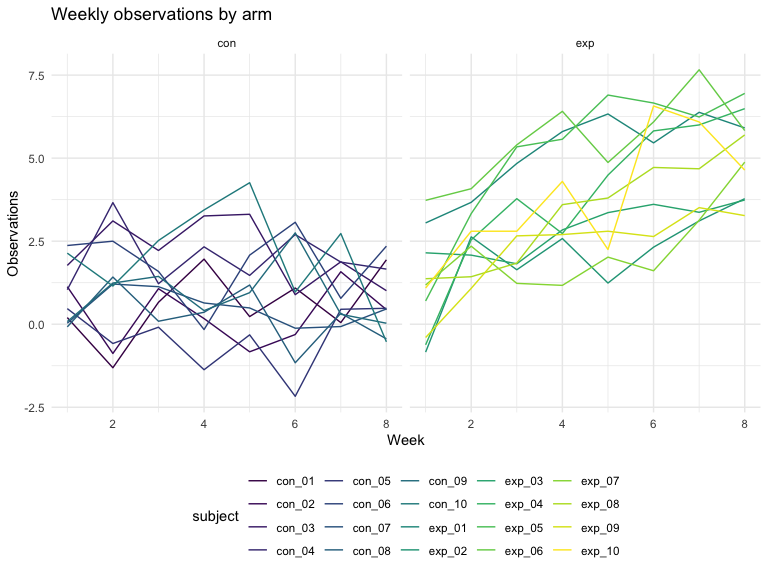 Weekly observations by arm
con exp
7.5
5.0
2.5
0.0
-2.5
Observations
2 4 6 8 2 4 6 8
Week
subject
con_01 con_05 con_09 exp_03 exp_07
con_02 con_06 con_10 exp_04 exp_08
con_03 con_07 exp_01 exp_05 exp_09
con_04 con_08 exp_02 exp_06 exp_10